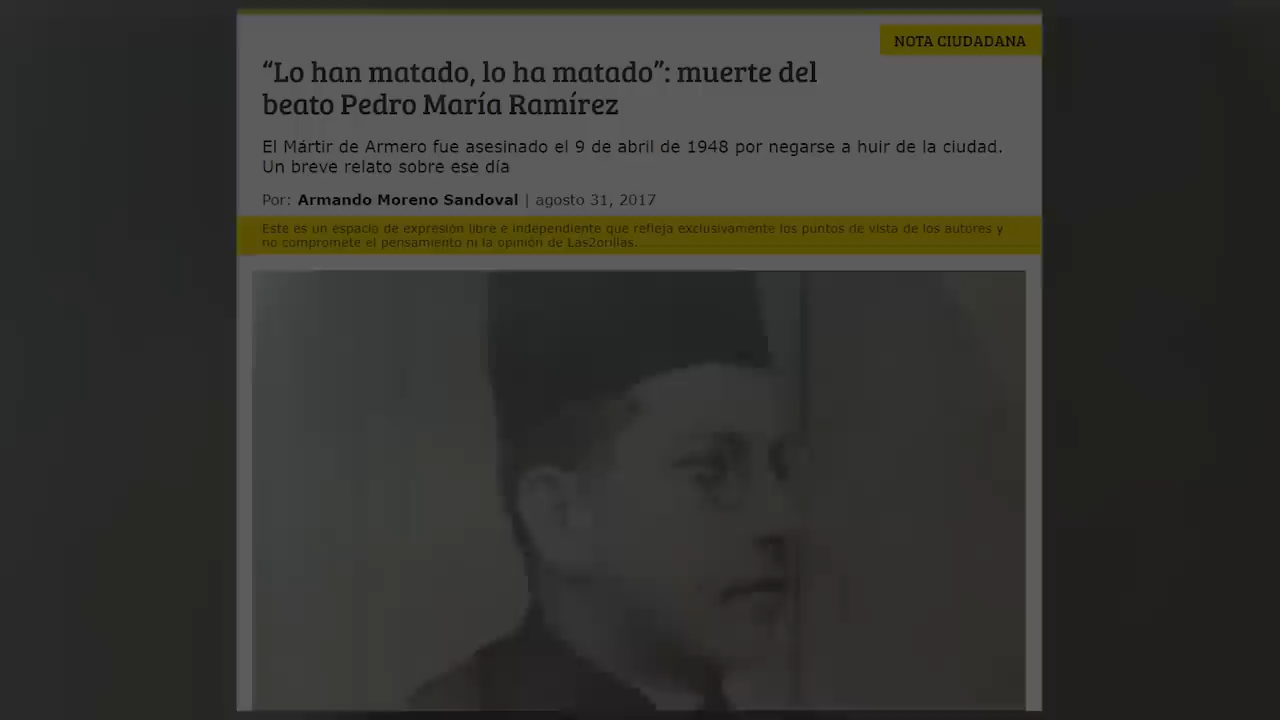 NOTA CIUDADANA
“Lo han matado, lo ha matado”: muerte del
beato Pedro María Ramírez
El Mártir de Armero fue asesinado el 9 de abril de 1948 por negarse a huir de la ciudad.
Un breve relato sobre ese día
Por: Armando Moreno Sandoval | agosto 31, 2017
Este es un espacio de expresión libre e independiente que refleja exclusivamente los puntos de vista de los autores y
no compromete el pensamiento ni la opinión de Las2orillas.